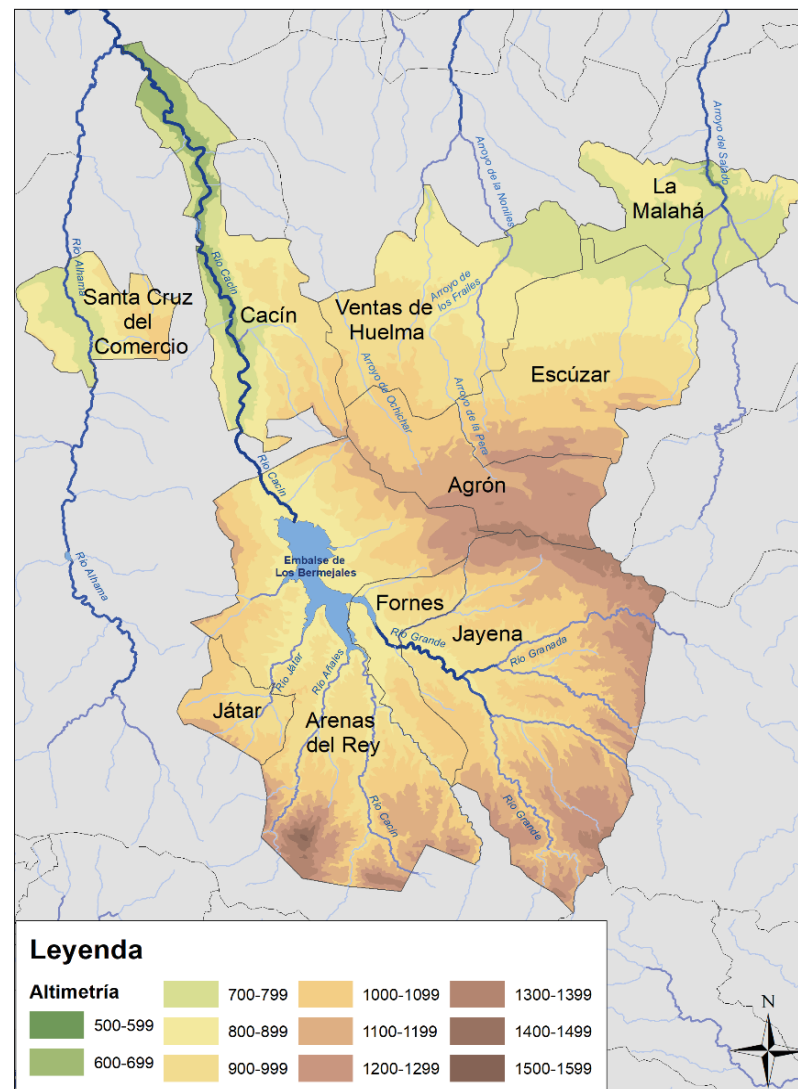 Arroyo del Salado
Arroyo de la Noniles
La
Malahá
Río Alhama
Río Cacín
Santa Cruz
del
Comercio
Cacín
Ventas de
Huelma
Arroyo de
los Frailes
Escúzar
Arroyo de Ochichar
Arroyo de la Pera
Río Cacín
Agrón
Embalse de
Los Bermejales
Río Alhama
Fornes
Río Grande
Jayena
Río Granada
Río Játar
Río Añales
Játar
Arenas
del Rey
Río Cacín
Río Grande
Leyenda
Altimetría
500-599
600-699
700-799
800-899
900-999
1000-1099
1100-1199
1200-1299
1300-1399
1400-1499
1500-1599
N